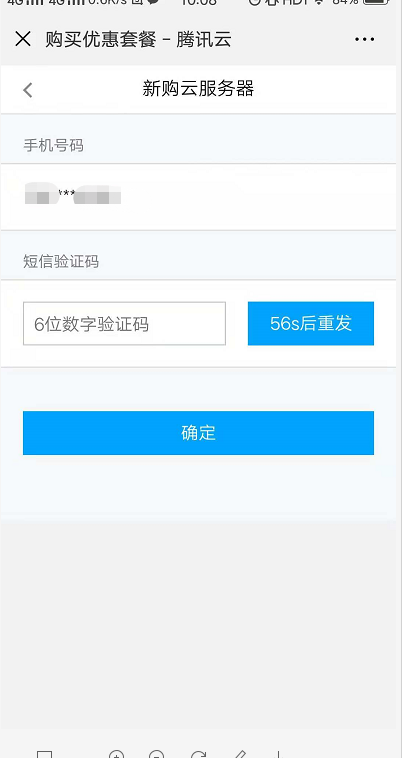 购买优惠套餐 - 腾讯云
新购云服务器
手机号码
**
短信验证码
6位数字验证码
56s后重发
确定